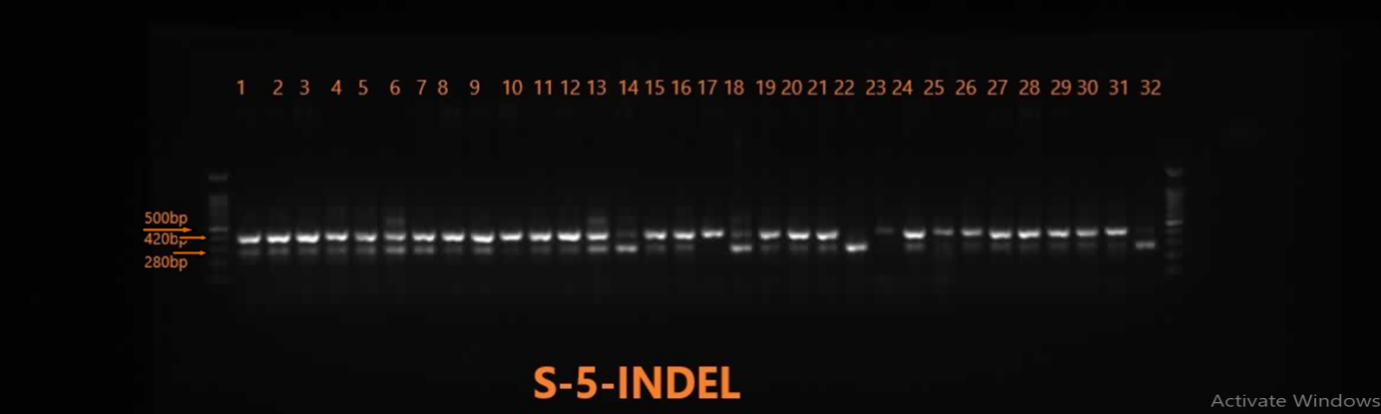 1 2 3 4 5 6 7 8 9 10 11 12 13 14 15 16 17 18 19 20 21 22 23 24 25 26 27 28 29 30 31 32
500bp
420bp
280bp
S-5-INDEL
Activate Windows